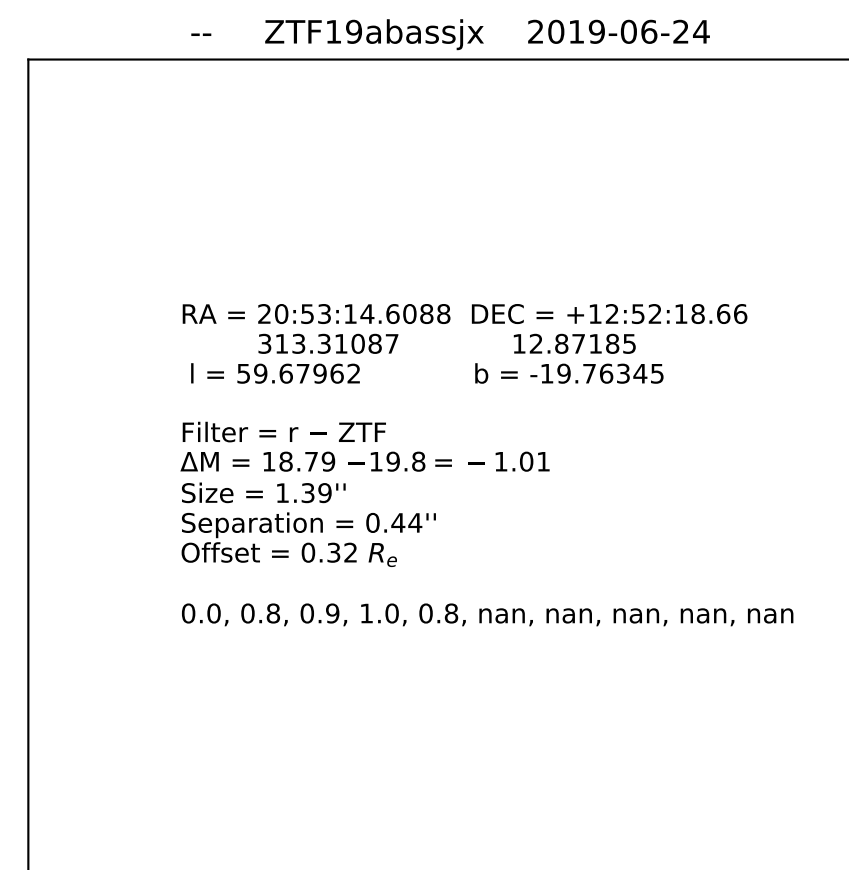 -- ZTF19abassjx 2019-06-24
RA = 20:53:14.6088 DEC = +12:52:18.66
313.31087 12.87185
l = 59.67962 b = -19.76345
Filter = r − ZTF
ΔM = 18.79 −19.8 = − 1.01
Size = 1.39''
Separation = 0.44''
Offset = 0.32 Rₑ
0.0, 0.8, 0.9, 1.0, 0.8, nan, nan, nan, nan, nan